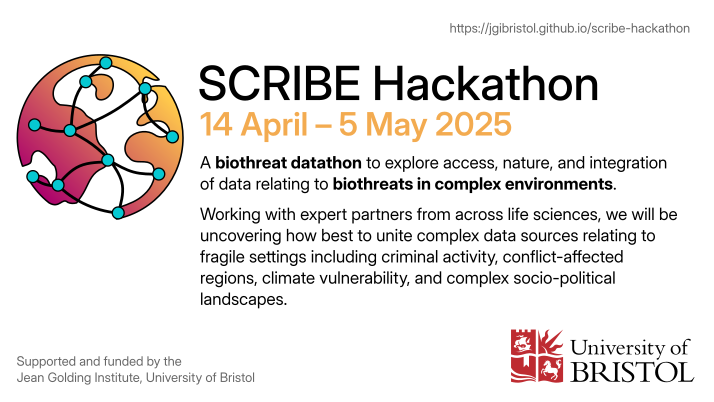 https://jgibristol.github.io/scribe-hackathon
SCRIBE Hackathon
14 April – 5 May 2025
A biothreat datathon to explore access, nature, and integration
of data relating to biothreats in complex environments.
Working with expert partners from across life sciences, we will be
uncovering how best to unite complex data sources relating to
fragile settings including criminal activity, conflict-affected
regions, climate vulnerability, and complex socio-political
landscapes.
Supported and funded by the
Jean Golding Institute, University of Bristol
University of
BRISTOL